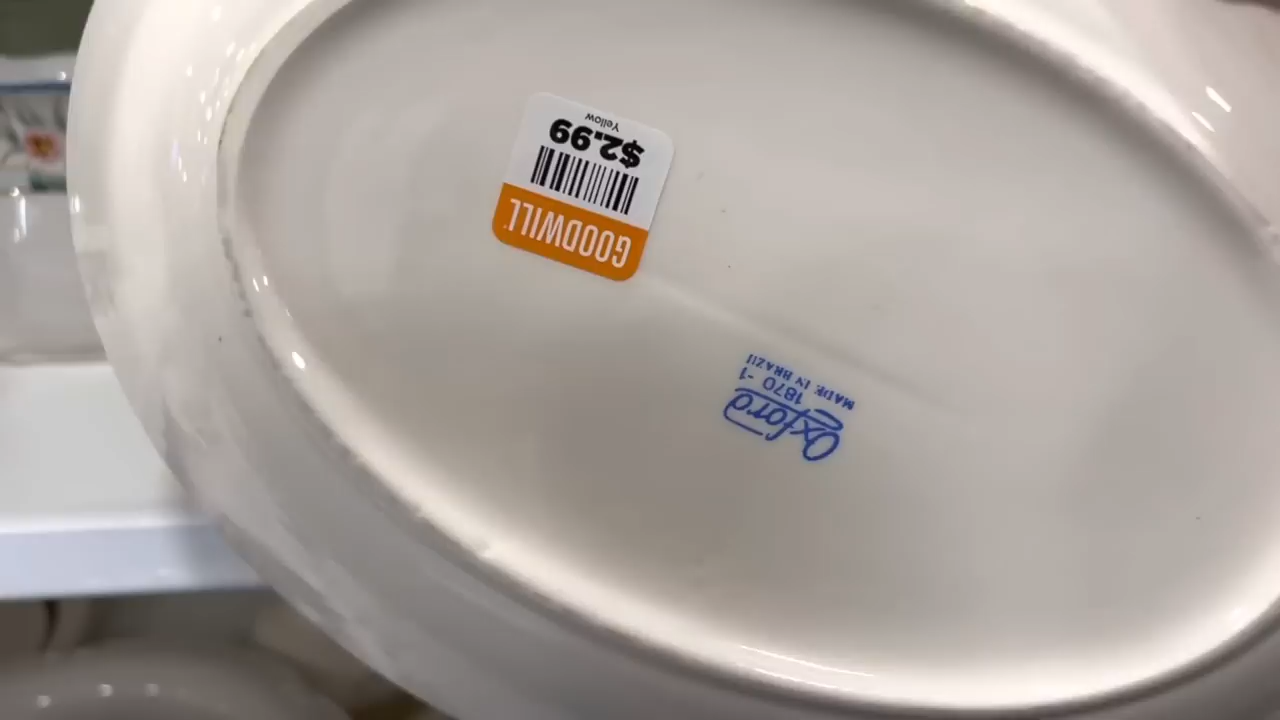 GOODWILL
$2.99
Yellow
Oxford
1870 -1
MADE IN BRAZIL